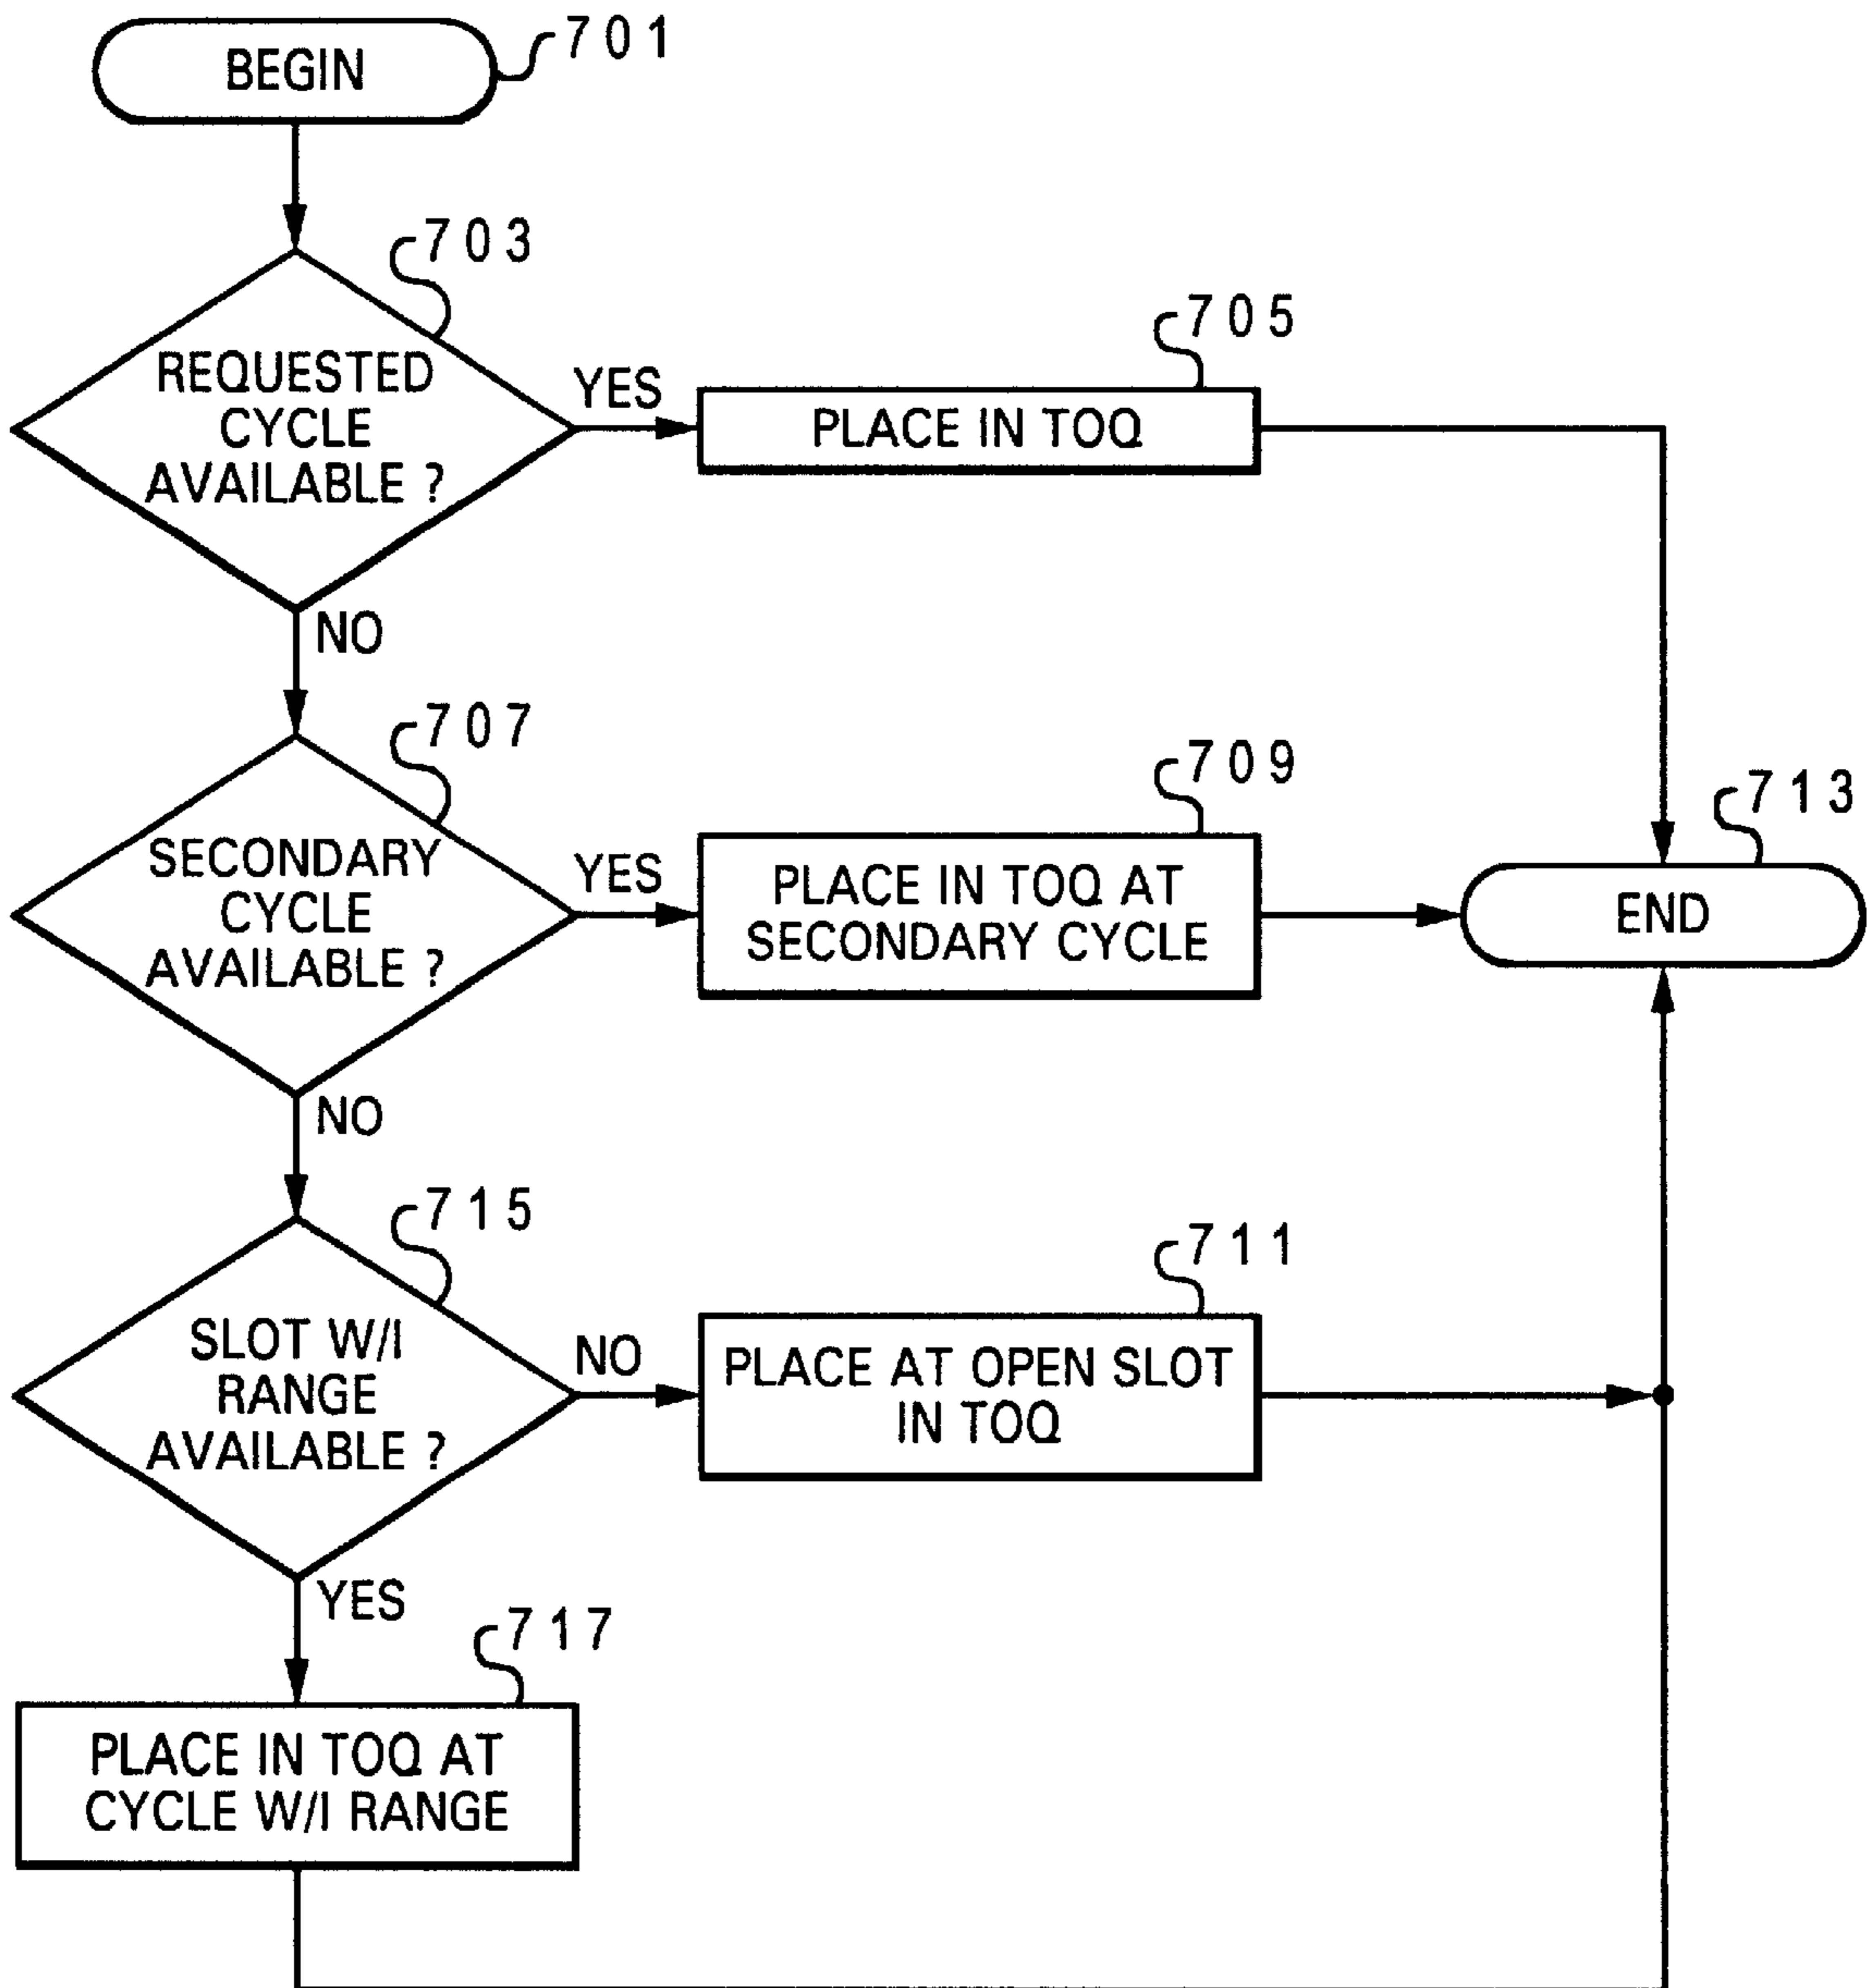 BEGIN
701
703
REQUESTED
CYCLE
AVAILABLE ?
YES
705
PLACE IN TOQ
NO
707
SECONDARY
CYCLE
AVAILABLE ?
YES
709
PLACE IN TOQ AT
SECONDARY CYCLE
713
END
NO
715
SLOT W/I
RANGE
AVAILABLE ?
NO
711
PLACE AT OPEN SLOT
IN TOQ
YES
717
PLACE IN TOQ AT
CYCLE W/I RANGE